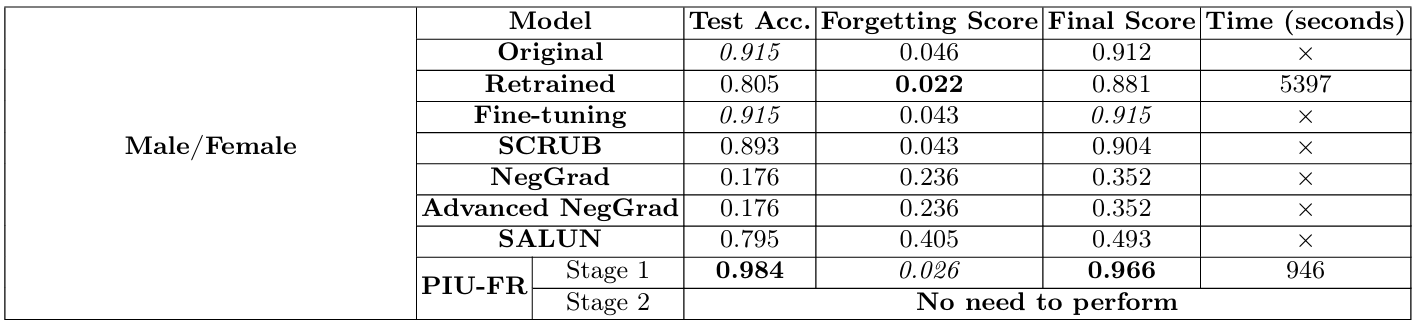 Model Test Acc. Forgetting Score Final Score Time (seconds)
Original 0.915 0.046 0.912 ×
Retrained 0.805 0.022 0.881 5397
Fine-tuning 0.915 0.043 0.915 ×
Male/Female SCRUB 0.893 0.043 0.904 ×
NegGrad 0.176 0.236 0.352 ×
Advanced NegGrad 0.176 0.236 0.352 ×
SALUN 0.795 0.405 0.493 ×
PIU-FR Stage 1 0.984 0.026 0.966 946
Stage 2 No need to perform